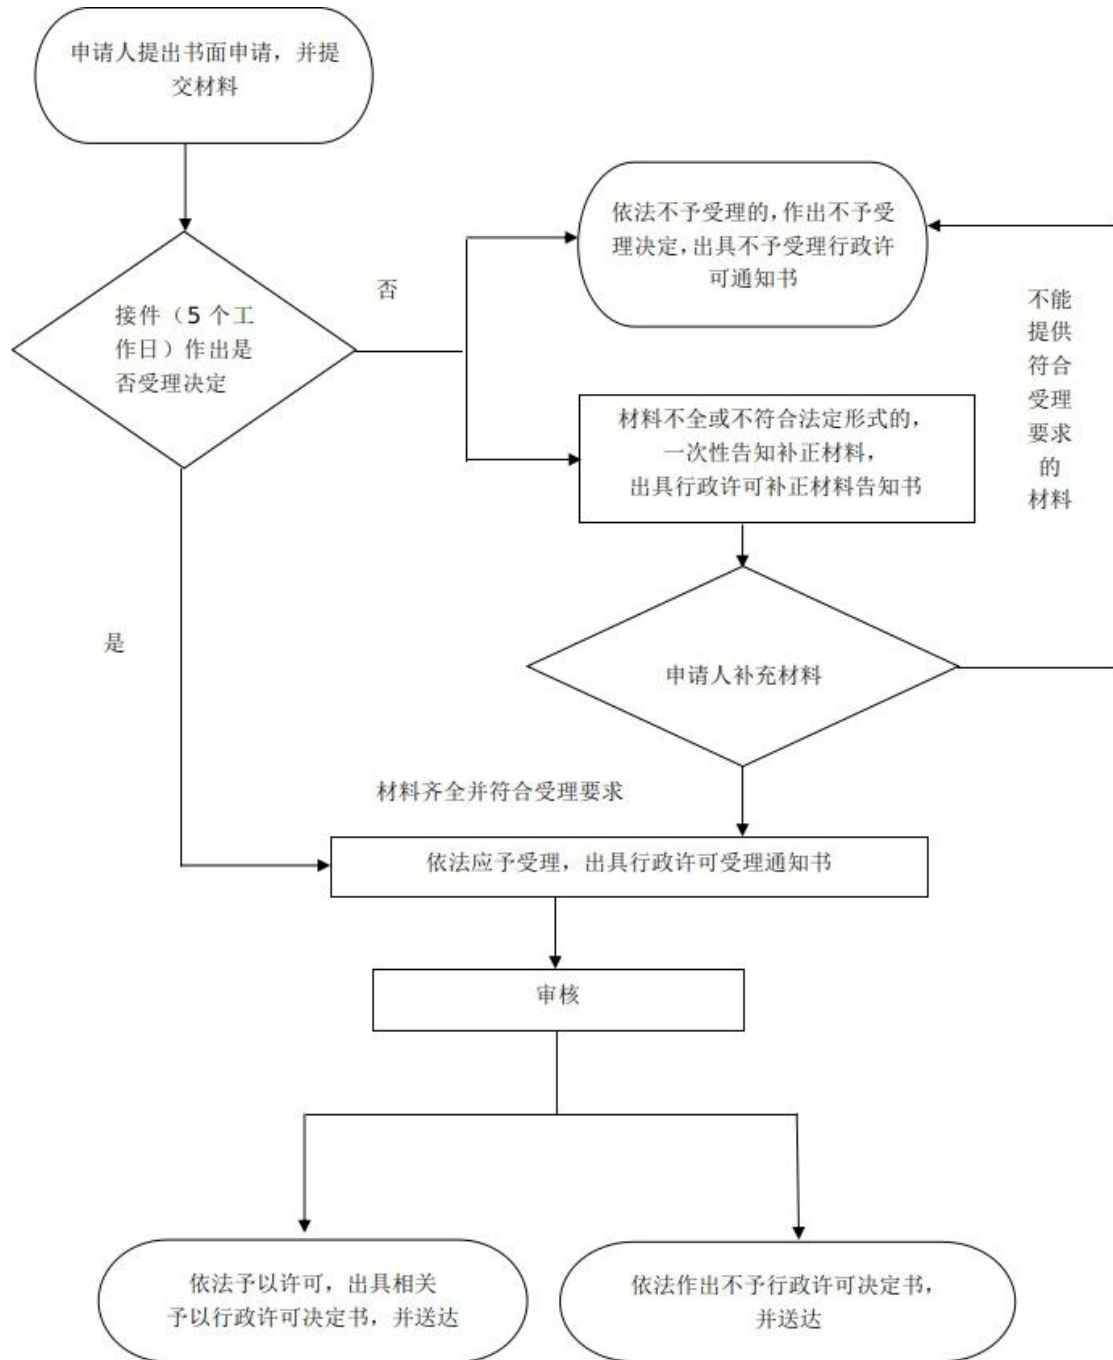 申请人提出书面申请，并提
交材料
依法不予受理的，作出不予受
理决定，出具不予受理行政许
可通知书
否
接件（5 个工
作日）作出是
否受理决定
不能
提供
符合
受理
要求
的
材料
材料不全或不符合法定形式的，
一次性告知补正材料，
出具行政许可补正材料告知书
是
申请人补充材料
材料齐全并符合受理要求
依法应予受理，出具行政许可受理通知书
审核
依法予以许可，出具相关
予以行政许可决定书，并送达
依法作出不予行政许可决定书，
并送达